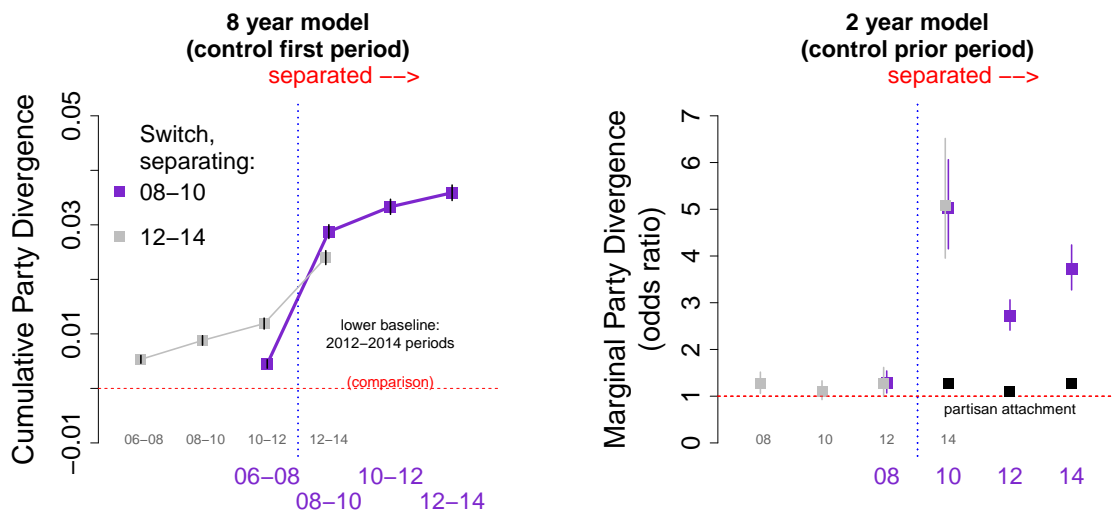 8 year model
(control first period)
separated −−>
Cumulative Party Divergence
0.05
0.03
0.01
−0.01
Switch,
separating:
08−10
12−14
lower baseline:
2012−2014 periods
(comparison)
06−08
08−10
10−12
12−14
06−08
08−10
10−12
12−14
2 year model
(control prior period)
separated −−>
Marginal Party Divergence
(odds ratio)
7
6
5
4
3
2
1
0
partisan attachment
08
10
12
14
08
10
12
14